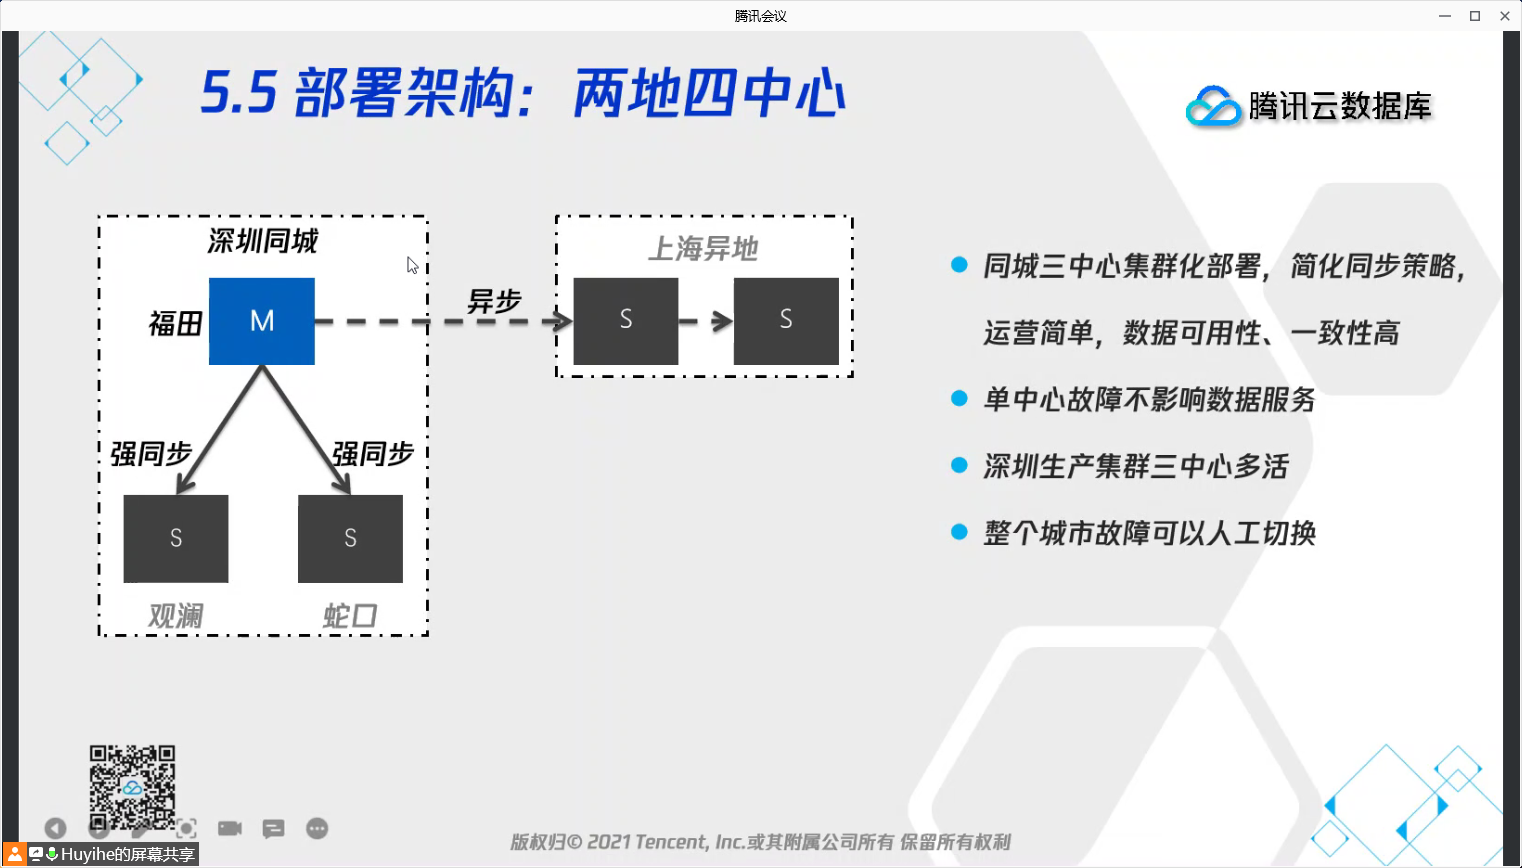 腾讯会议
5.5 部署架构：两地四中心
腾讯云数据库
深圳同城
福田
M
强同步
强同步
S
S
观澜
蛇口
异步
上海异地
S
S
同城三中心集群化部署，简化同步策略，
运营简单，数据可用性、一致性高
单中心故障不影响数据服务
深圳生产集群三中心多活
整个城市故障可以人工切换
版权归© 2021 Tencent, Inc.或其附属公司所有 保留所有权利
Huyihe的屏幕共享